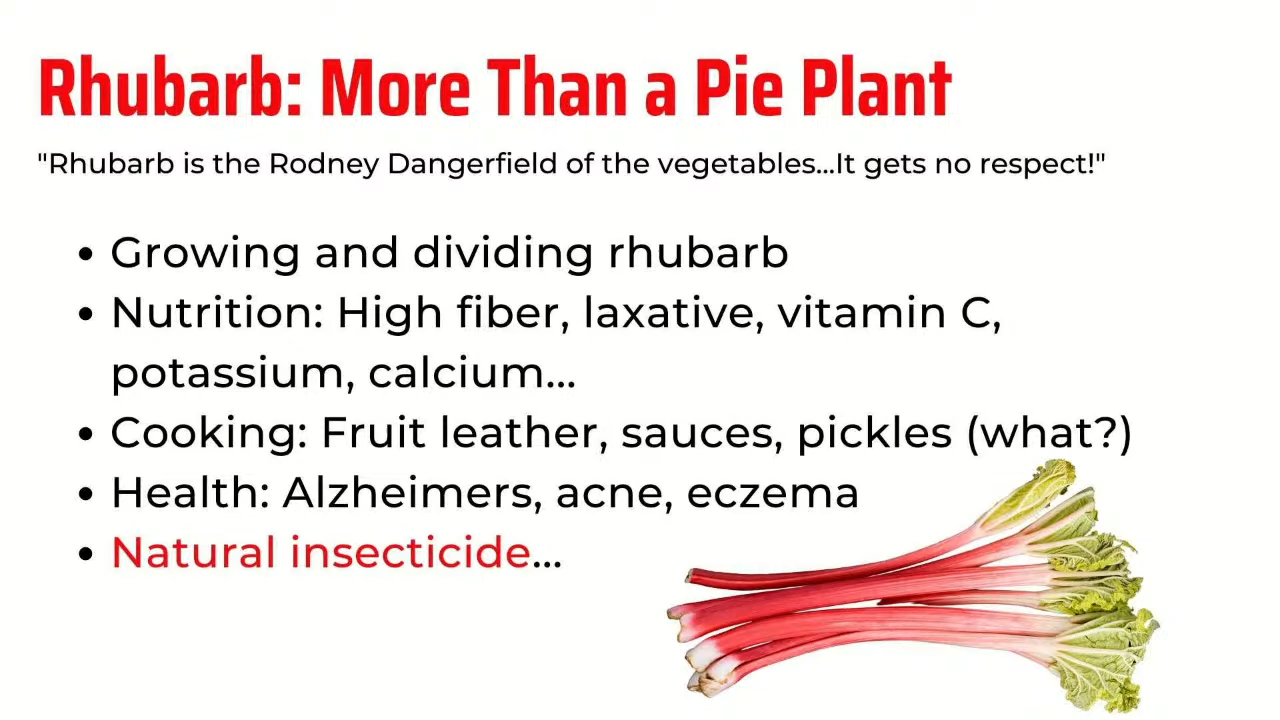 Rhubarb: More Than a Pie Plant
"Rhubarb is the Rodney Dangerfield of the vegetables...It gets no respect!"
• Growing and dividing rhubarb
• Nutrition: High fiber, laxative, vitamin C,
potassium, calcium...
• Cooking: Fruit leather, sauces, pickles (what?)
• Health: Alzheimers, acne, eczema
• Natural insecticide...